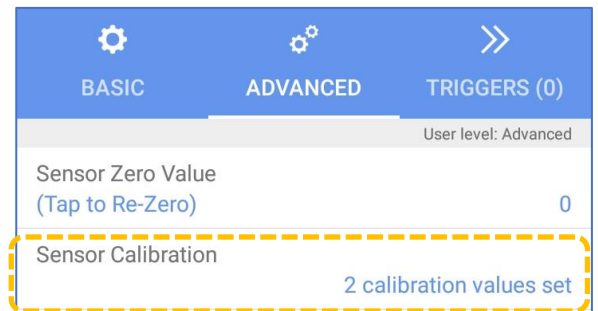 BASIC
ADVANCED
TRIGGERS (0)
User level: Advanced
Sensor Zero Value
(Tap to Re-Zero) 0
Sensor Calibration
2 calibration values set